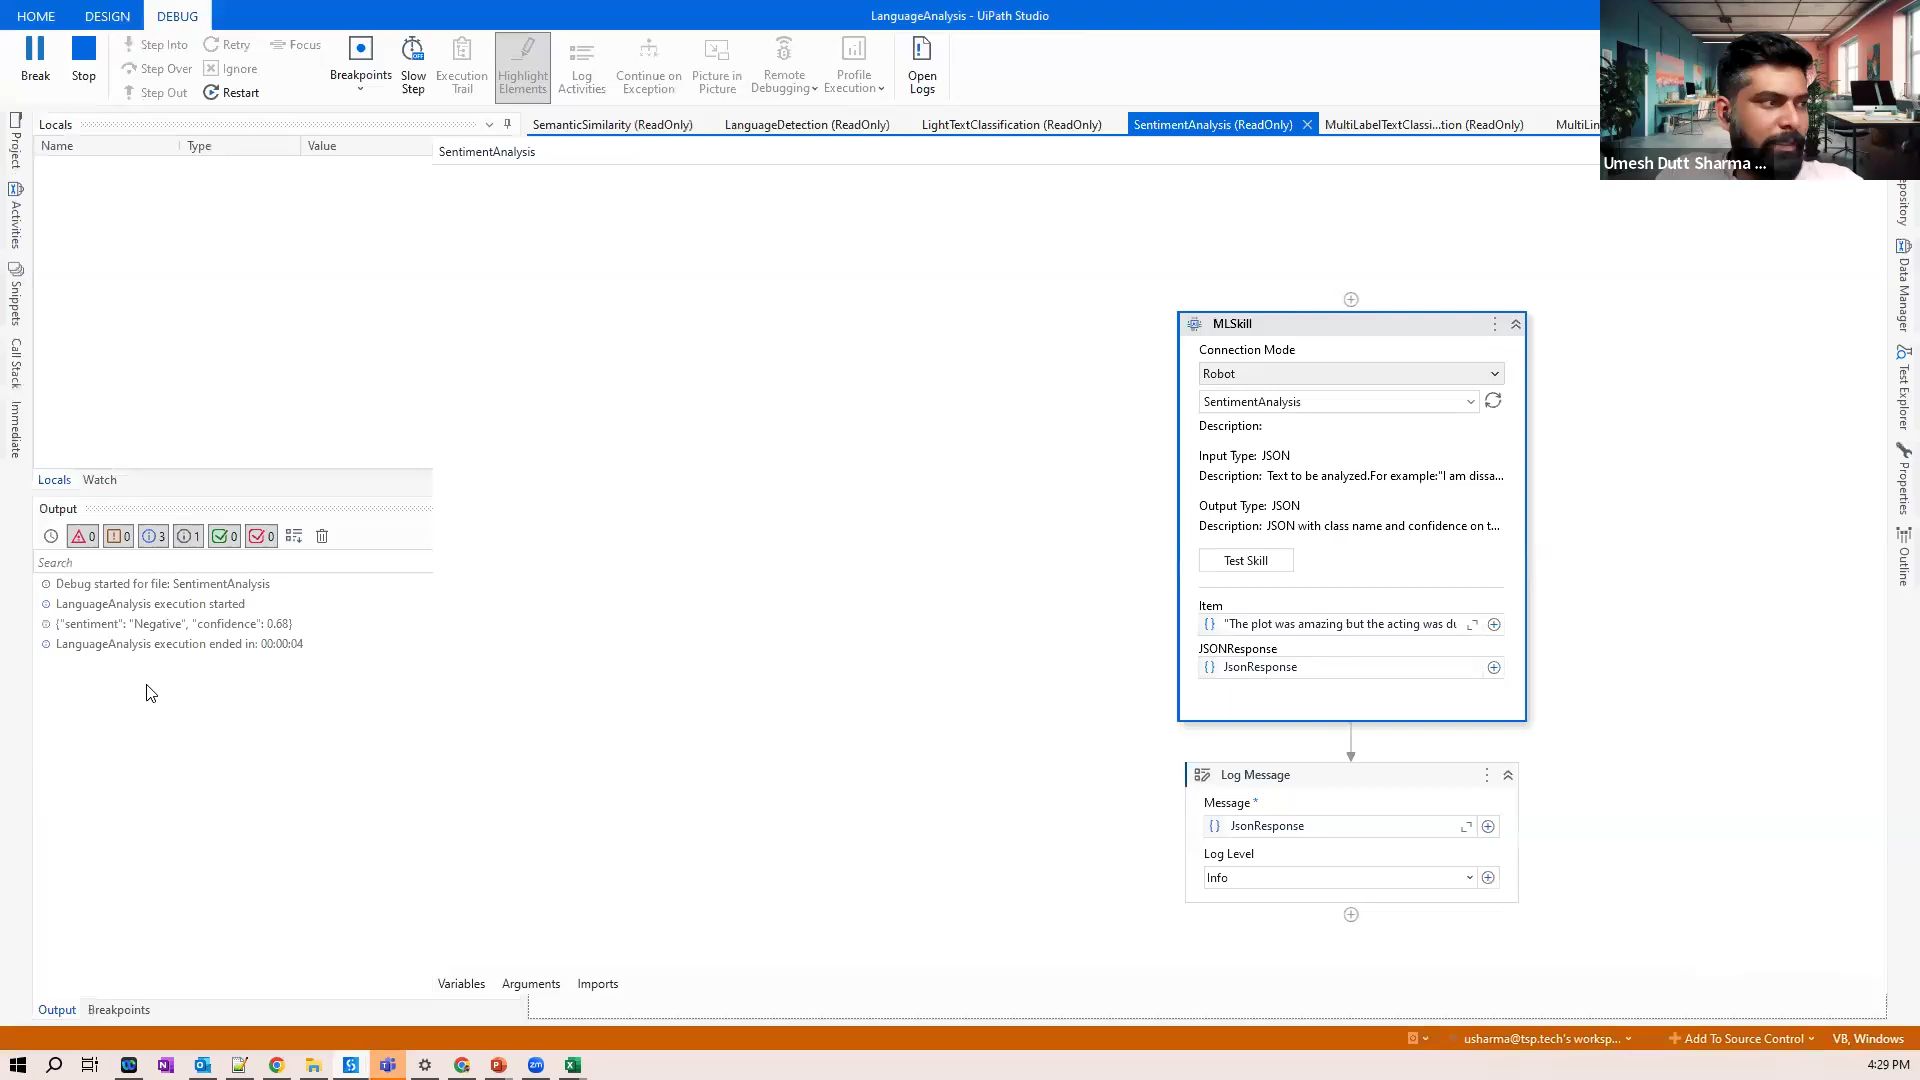 HOME DESIGN DEBUG
LanguageAnalysis - UiPath Studio
Break
Stop
Step Into
Step Over
Step Out
Retry
Ignore
Restart
Focus
Breakpoints
Slow
Step
Execution
Trail
Highlight
Elements
Log
Activities
Continue on
Exception
Picture in
Picture
Remote
Debugging
Profile
Execution
Open
Logs
Umesh Dutt Sharma ...
Project
Activities
Snippets
Call Stack
Immediate
Locals
Name Type Value
SemanticSimilarity (ReadOnly) LanguageDetection (ReadOnly) LightTextClassification (ReadOnly) SentimentAnalysis (ReadOnly) MultiLabelTextClassi...tion (ReadOnly) MultiLin
SentimentAnalysis
MLSkill
Connection Mode
Robot
SentimentAnalysis
Description:
Input Type: JSON
Description: Text to be analyzed.For example:"I am dissa...
Output Type: JSON
Description: JSON with class name and confidence on t...
Test Skill
Item
{} "The plot was amazing but the acting was du
JSONResponse
{} JsonResponse
Log Message
Message *
{} JsonResponse
Log Level
Info
Locals Watch
Output
0 0 3 1 0 0
Search
Debug started for file: SentimentAnalysis
LanguageAnalysis execution started
{"sentiment": "Negative", "confidence": 0.68}
LanguageAnalysis execution ended in: 00:00:04
Variables Arguments Imports
Output Breakpoints
epository
Data Manager
Test Explorer
Properties
Outline
usharma@tsp.tech's worksp...
Add To Source Control
VB, Windows
4:29 PM